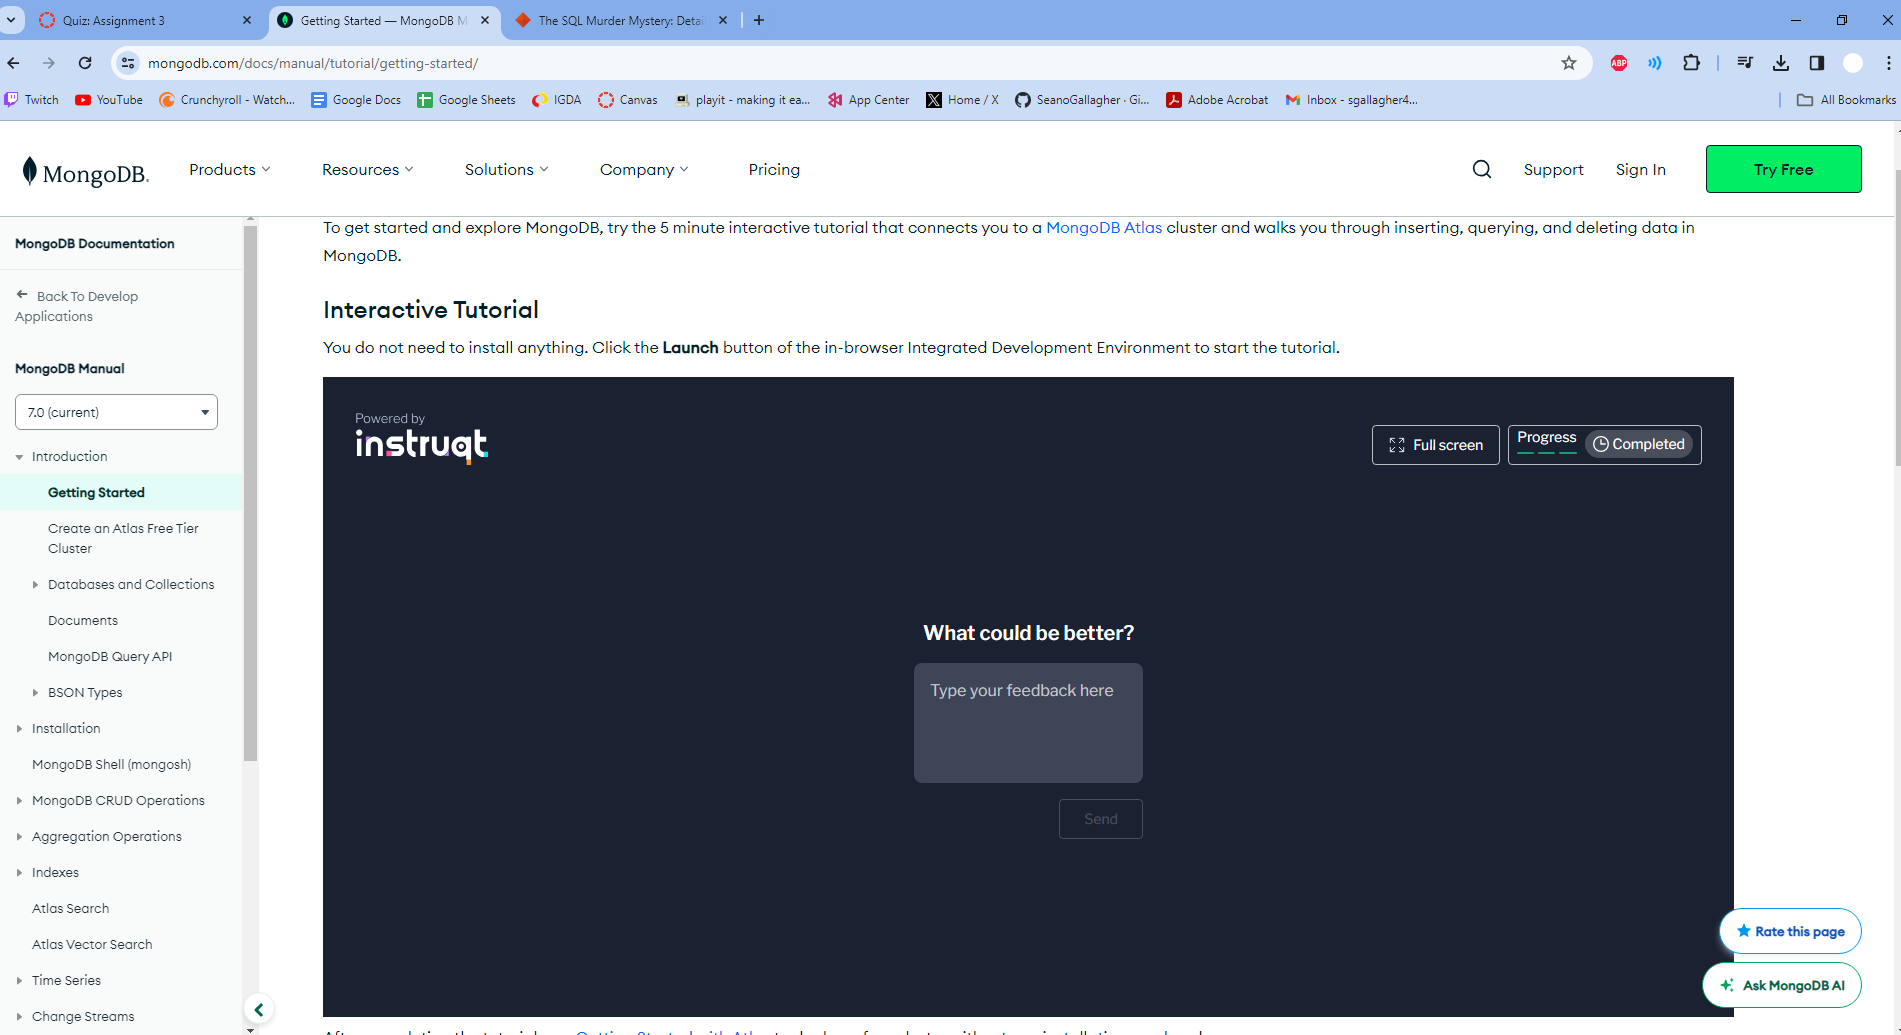 Quiz: Assignment 3
Getting Started — MongoDB M
The SQL Murder Mystery: Detai
mongodb.com/docs/manual/tutorial/getting-started/
ABP
Twitch
YouTube
Crunchyroll - Watch...
Google Docs
Google Sheets
IGDA
Canvas
playit - making it ea...
App Center
Home / X
SeanoGallagher · Gi...
Adobe Acrobat
Inbox - sgallagher4...
All Bookmarks
MongoDB.
Products
Resources
Solutions
Company
Pricing
Support
Sign In
Try Free
MongoDB Documentation
Back To Develop
Applications
MongoDB Manual
7.0 (current)
Introduction
Getting Started
Create an Atlas Free Tier
Cluster
Databases and Collections
Documents
MongoDB Query API
BSON Types
Installation
MongoDB Shell (mongosh)
MongoDB CRUD Operations
Aggregation Operations
Indexes
Atlas Search
Atlas Vector Search
Time Series
Change Streams
To get started and explore MongoDB, try the 5 minute interactive tutorial that connects you to a MongoDB Atlas cluster and walks you through inserting, querying, and deleting data in
MongoDB.
Interactive Tutorial
You do not need to install anything. Click the Launch button of the in-browser Integrated Development Environment to start the tutorial.
Powered by
instruqt
Full screen
Progress
Completed
What could be better?
Type your feedback here
Send
Rate this page
Ask MongoDB AI